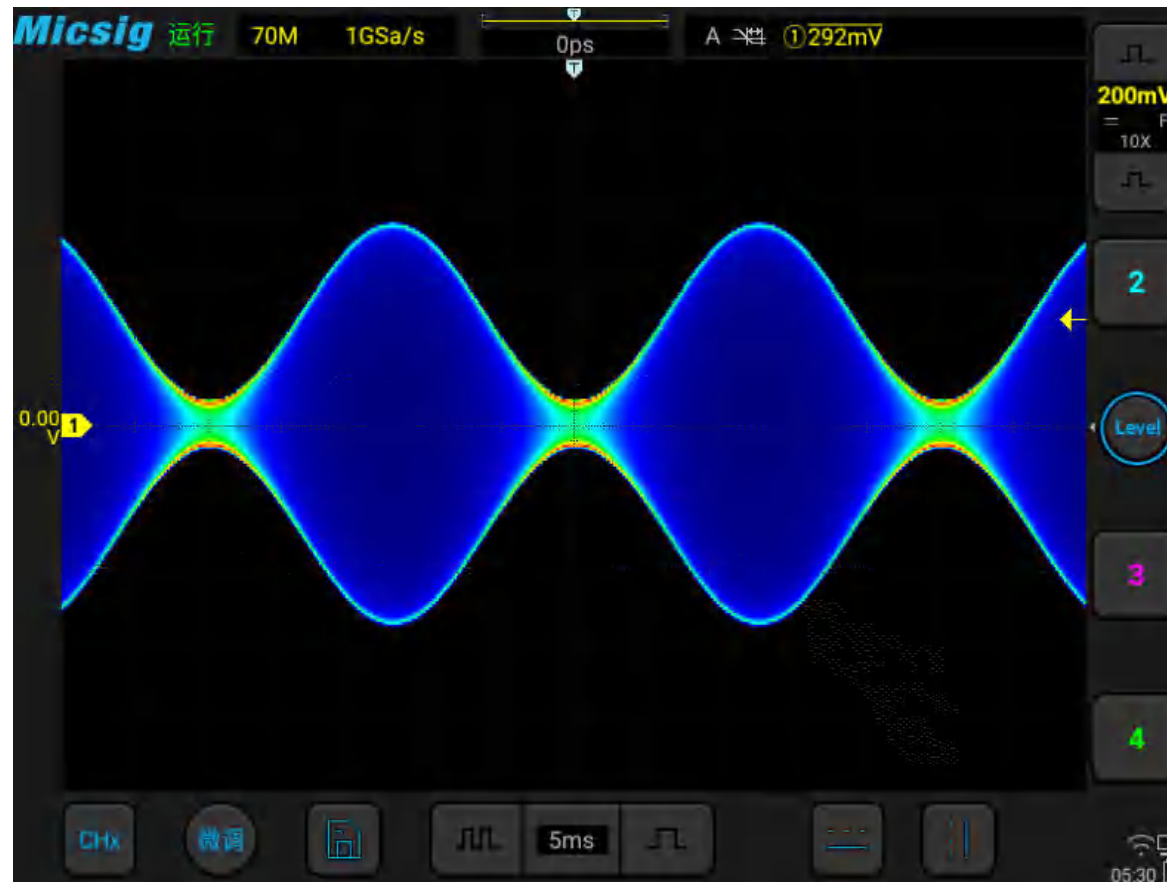 Micsig 运行 70M 1GSa/s T 0ps A ①292mV
T
200mV
10X
2
0.00
V 1
Level
3
4
CHx 微调 5ms
05:30